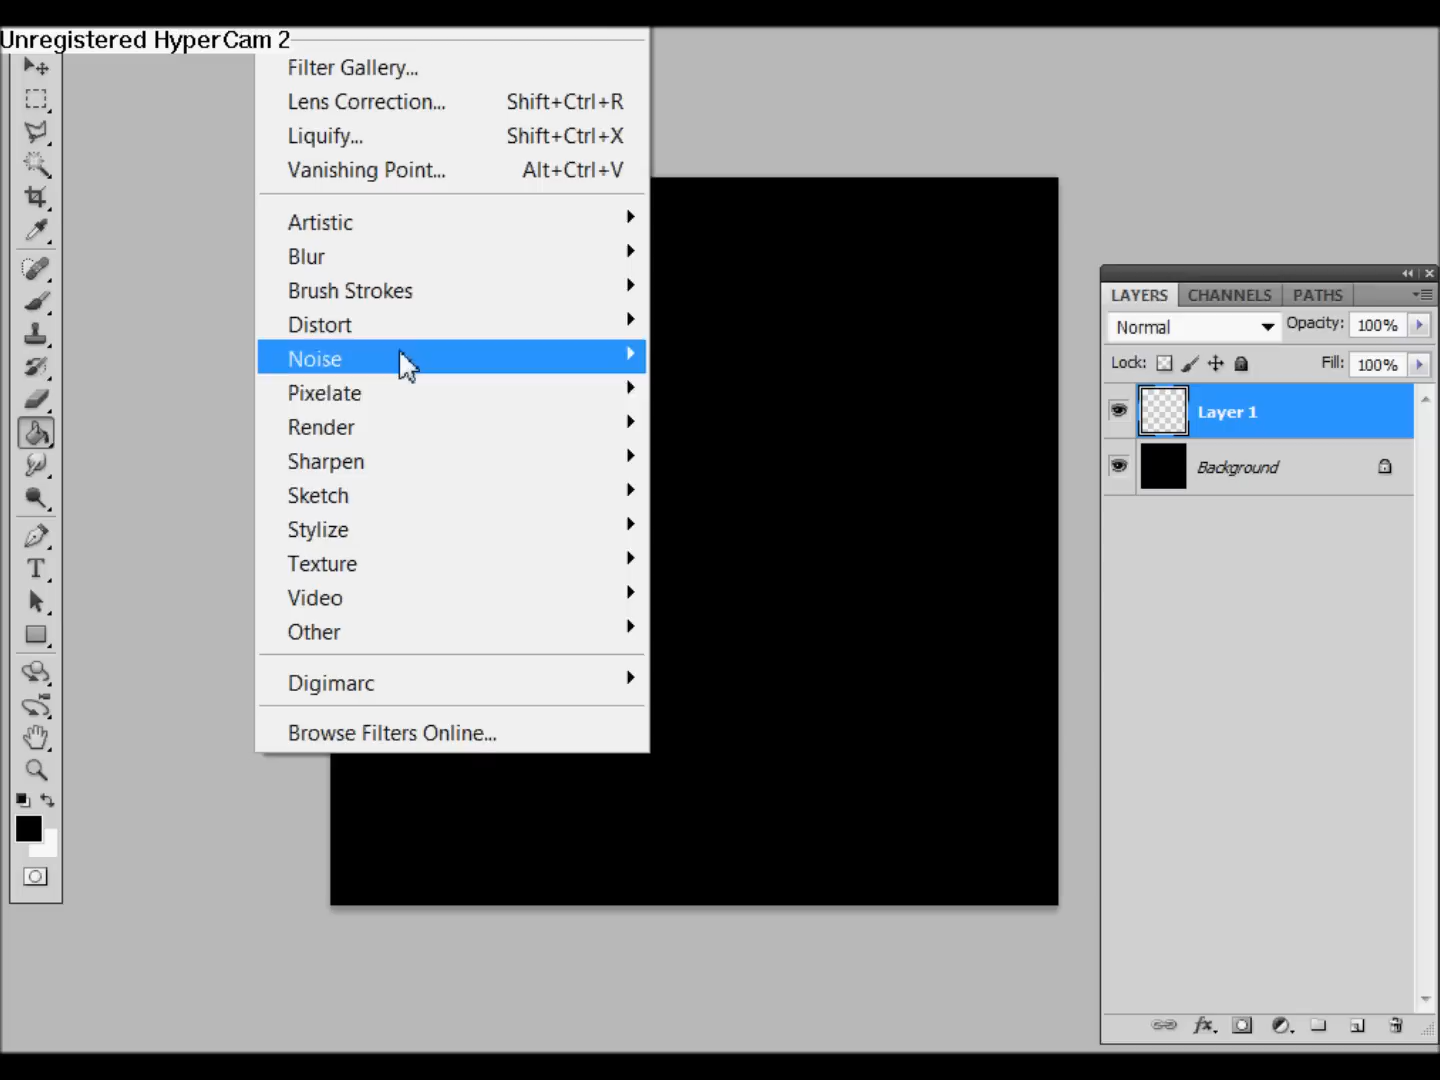 Unregistered HyperCam 2
Filter Gallery...
Lens Correction... Shift+Ctrl+R
Liquify... Shift+Ctrl+X
Vanishing Point... Alt+Ctrl+V
Artistic
Blur
Brush Strokes
Distort
Noise
Pixelate
Render
Sharpen
Sketch
Stylize
Texture
Video
Other
Digimarc
Browse Filters Online...
T
LAYERS CHANNELS PATHS
Normal Opacity: 100%
Lock: Fill: 100%
Layer 1
Background
fx